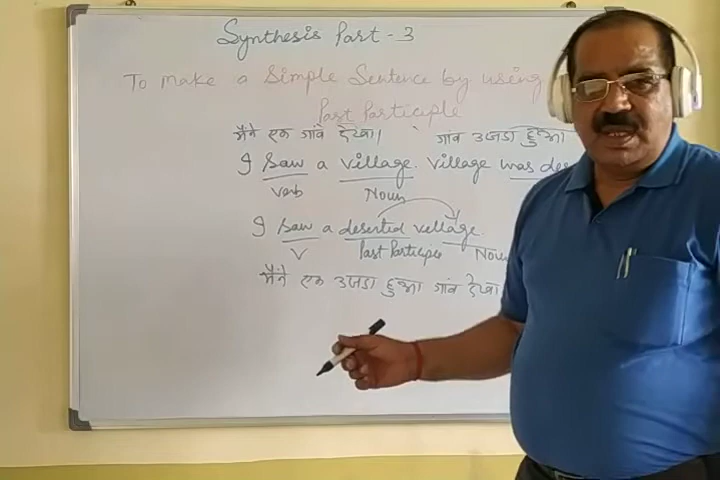 Synthesis Part - 3
To make a Simple Sentence by using
Past Participle
मैंने एक गांव देखा। गांव उजडा हुआ
I Saw a village. Village was des
Verb Noun
I Saw a deserted village.
V Past Participle Noun
मैंने एक उजडा हुआ गांव देखा